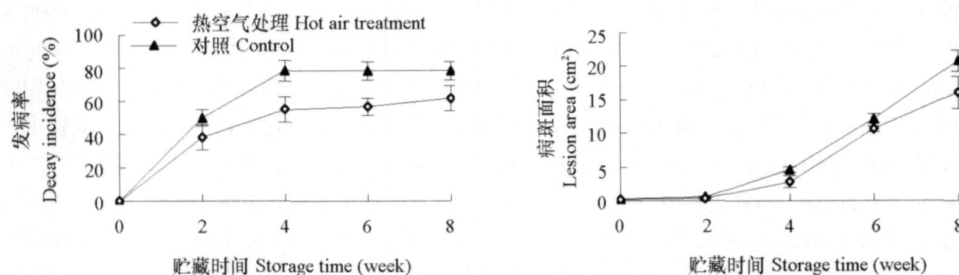 热空气处理 Hot air treatment
对照 Control
发病率
Decay incidence (%)
100
80
60
40
20
0
0 2 4 6 8
贮藏时间 Storage time (week)
病斑面积
Lesion area (cm²)
25
20
15
10
5
0
0 2 4 6 8
贮藏时间 Storage time (week)